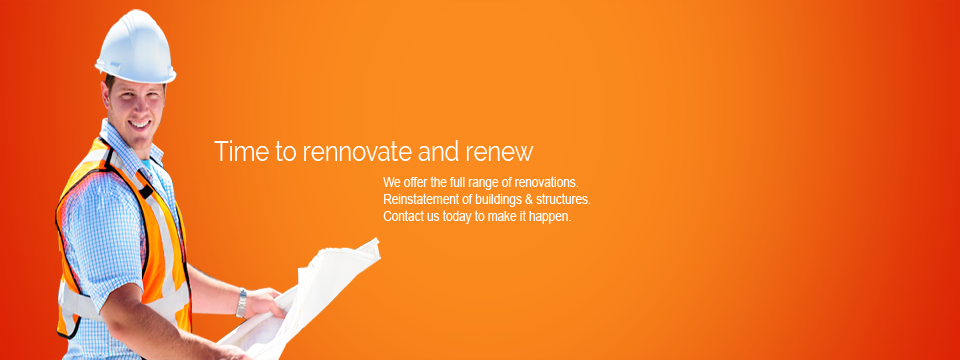 Time to rennovate and renew
We offer the full range of renovations.
Reinstatement of buildings & structures.
Contact us today to make it happen.